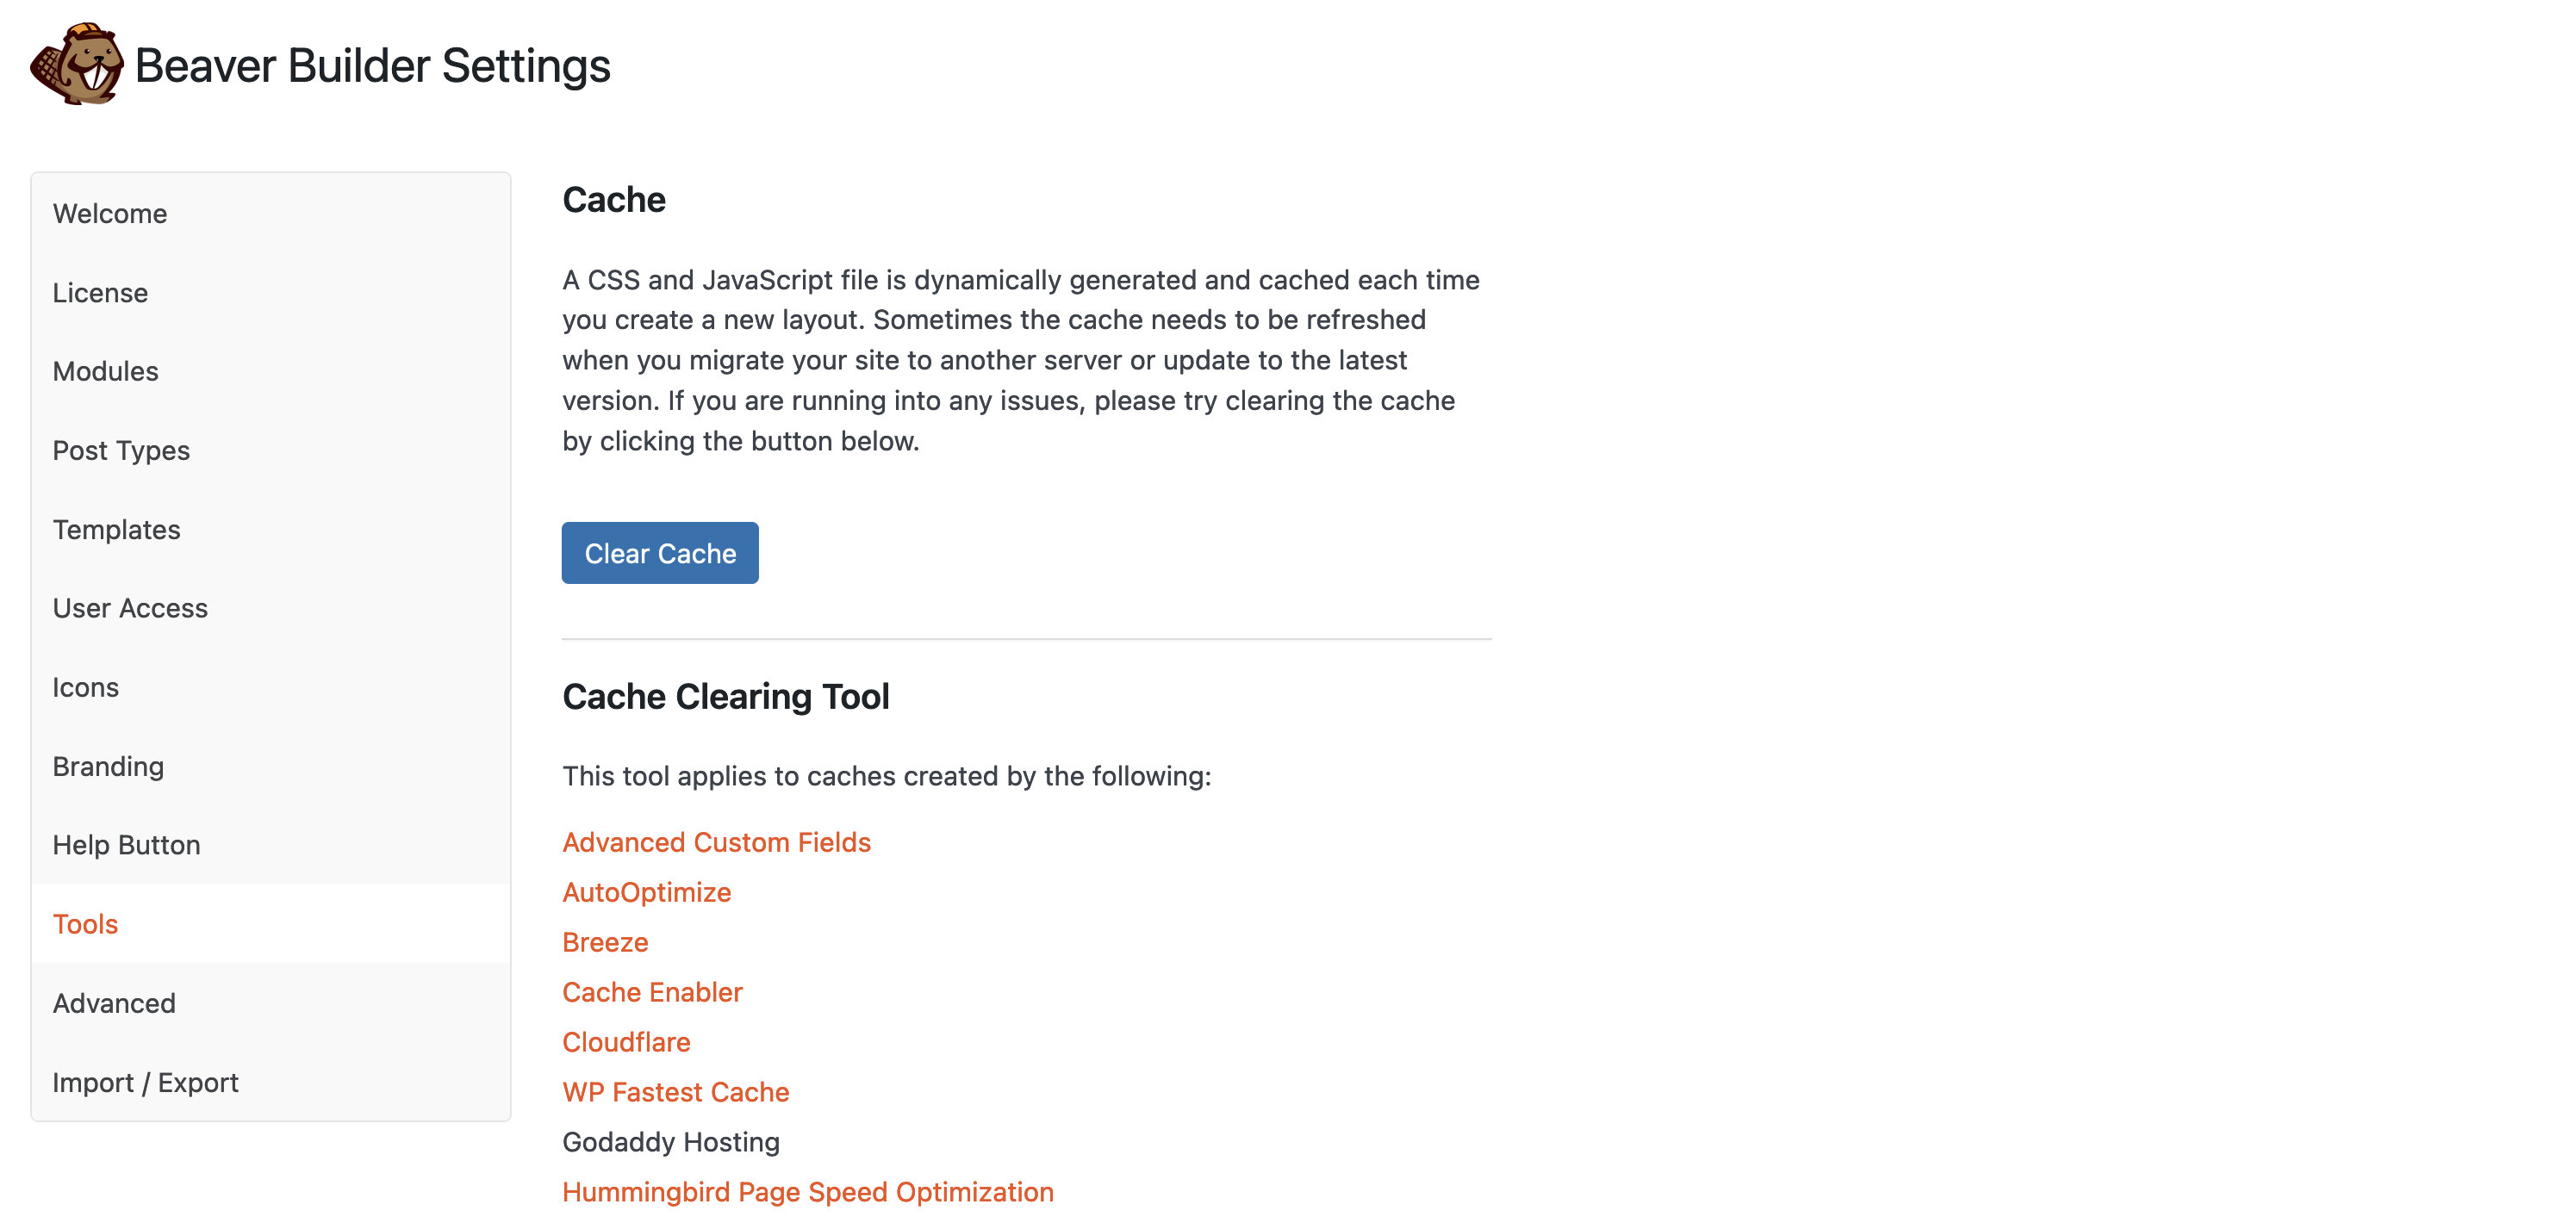 Beaver Builder Settings
Welcome
License
Modules
Post Types
Templates
User Access
Icons
Branding
Help Button
Tools
Advanced
Import / Export
Cache
A CSS and JavaScript file is dynamically generated and cached each time
you create a new layout. Sometimes the cache needs to be refreshed
when you migrate your site to another server or update to the latest
version. If you are running into any issues, please try clearing the cache
by clicking the button below.
Clear Cache
Cache Clearing Tool
This tool applies to caches created by the following:
Advanced Custom Fields
AutoOptimize
Breeze
Cache Enabler
Cloudflare
WP Fastest Cache
Godaddy Hosting
Hummingbird Page Speed Optimization